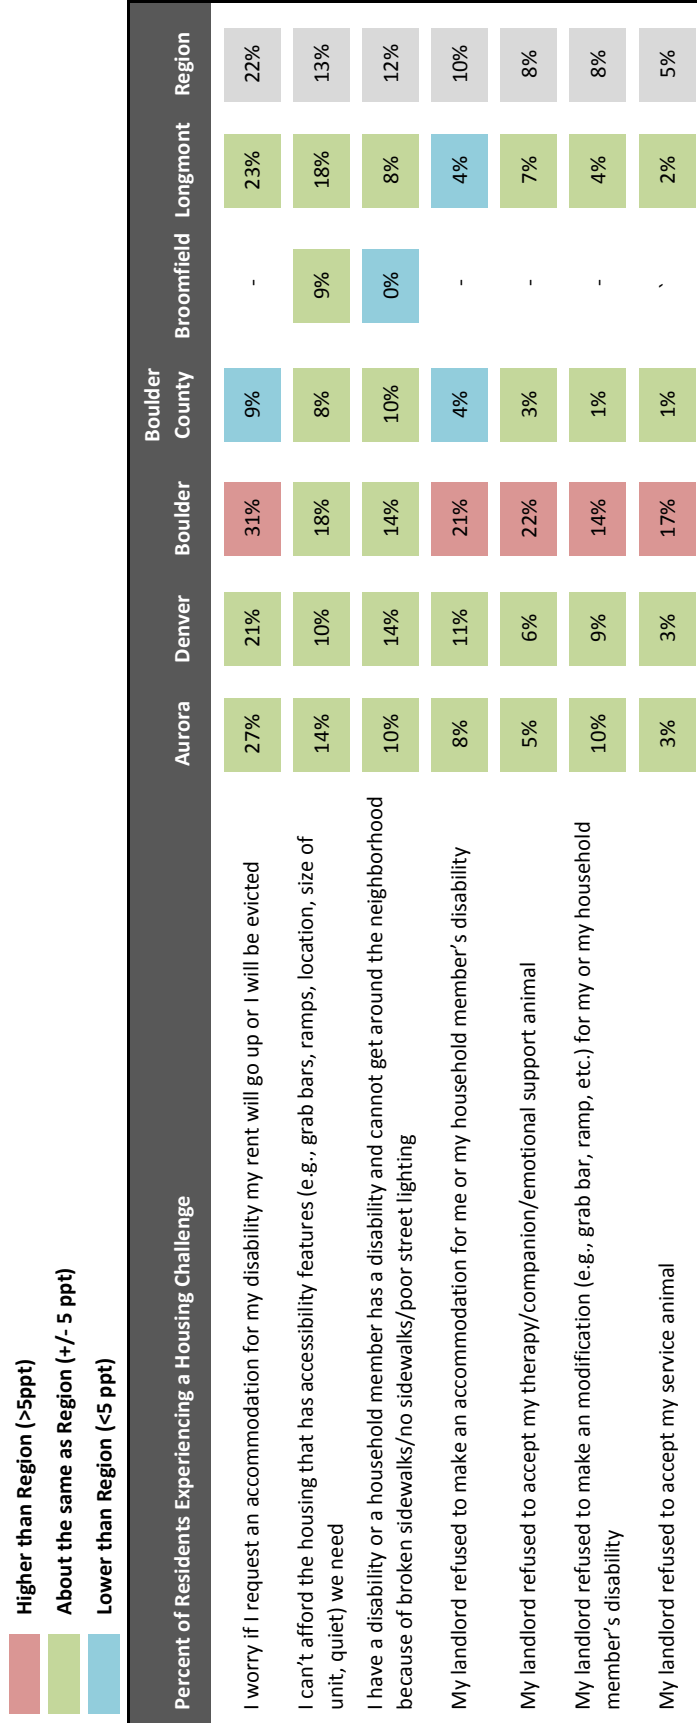 Higher than Region (>5ppt)
About the same as Region (+/- 5 ppt)
Lower than Region (<5 ppt)
Percent of Residents Experiencing a Housing Challenge Aurora Denver Boulder Boulder County Broomfield Longmont Region
I worry if I request an accommodation for my disability my rent will go up or I will be evicted 27% 21% 31% 9% - 23% 22%
I can't afford the housing that has accessibility features (e.g., grab bars, ramps, location, size of
unit, quiet) we need 14% 10% 18% 8% 9% 18% 13%
I have a disability or a household member has a disability and cannot get around the neighborhood
because of broken sidewalks/no sidewalks/poor street lighting 10% 14% 14% 10% 0% 8% 12%
My landlord refused to make an accommodation for me or my household member's disability 8% 11% 21% 4% - 4% 10%
My landlord refused to accept my therapy/companion/emotional support animal 5% 6% 22% 3% - 7% 8%
My landlord refused to make an modification (e.g., grab bar, ramp, etc.) for my or my household
member's disability 10% 9% 14% 1% - 4% 8%
My landlord refused to accept my service animal 3% 3% 17% 1% ` 2% 5%